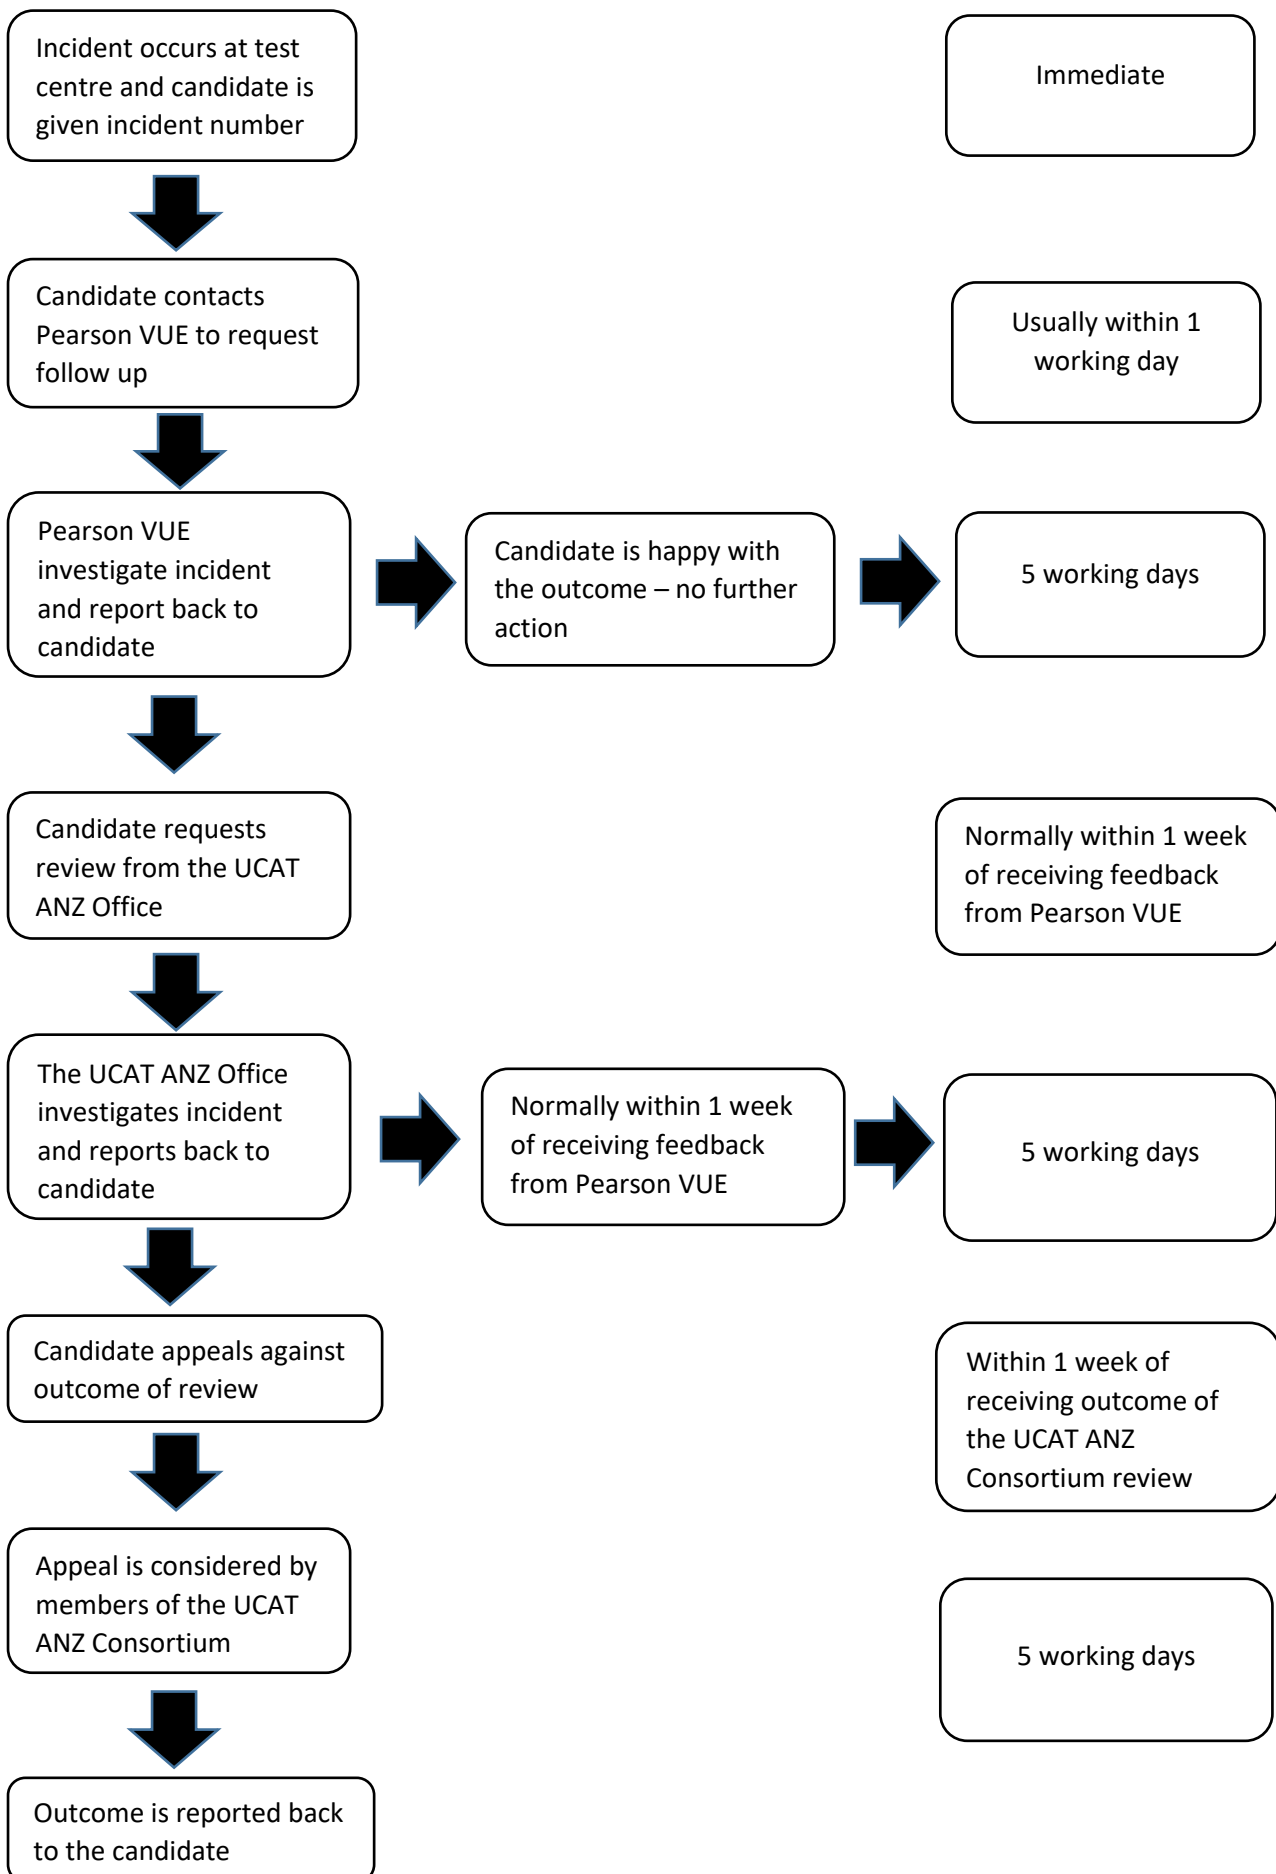 Incident occurs at test
centre and candidate is
given incident number
Immediate
Candidate contacts
Pearson VUE to request
follow up
Usually within 1
working day
Pearson VUE
investigate incident
and report back to
candidate
Candidate is happy with
the outcome – no further
action
5 working days
Candidate requests
review from the UCAT
ANZ Office
Normally within 1 week
of receiving feedback
from Pearson VUE
The UCAT ANZ Office
investigates incident
and reports back to
candidate
Normally within 1 week
of receiving feedback
from Pearson VUE
5 working days
Candidate appeals against
outcome of review
Within 1 week of
receiving outcome of
the UCAT ANZ
Consortium review
Appeal is considered by
members of the UCAT
ANZ Consortium
5 working days
Outcome is reported back
to the candidate